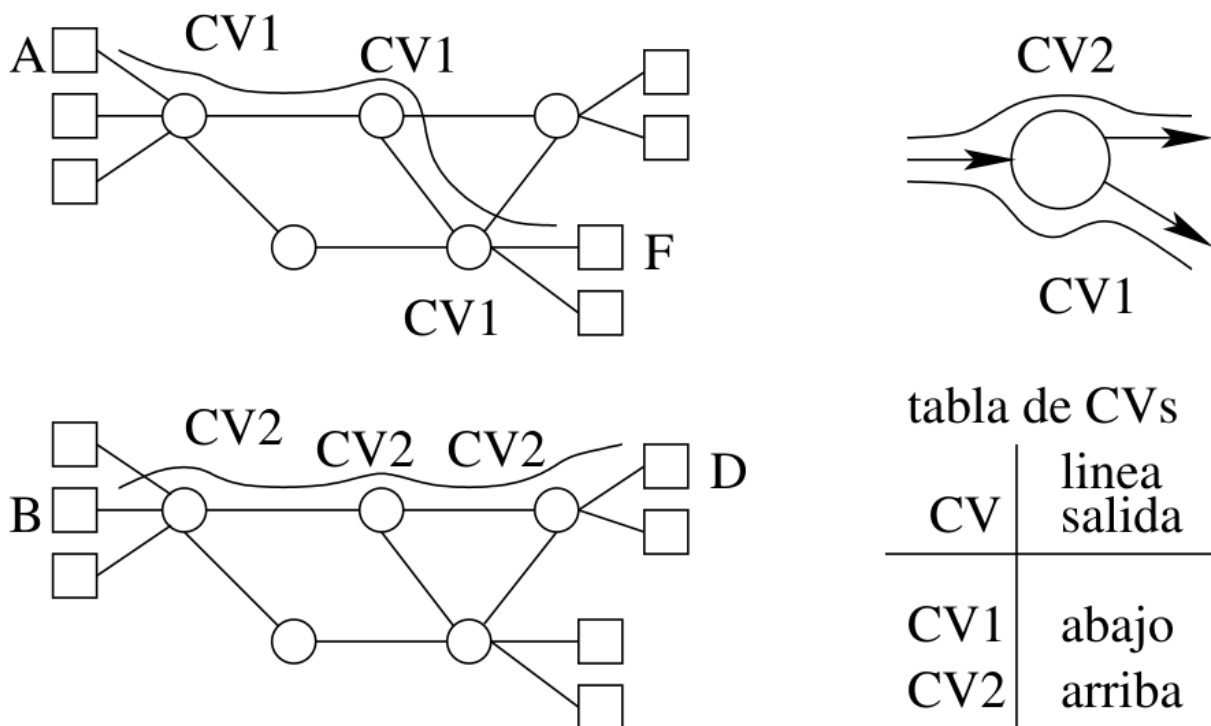 A
CV1
CV1
F
CV1
CV2
CV1
B
CV2
CV2
CV2
D
tabla de CVs
CV linea salida
CV1 abajo
CV2 arriba